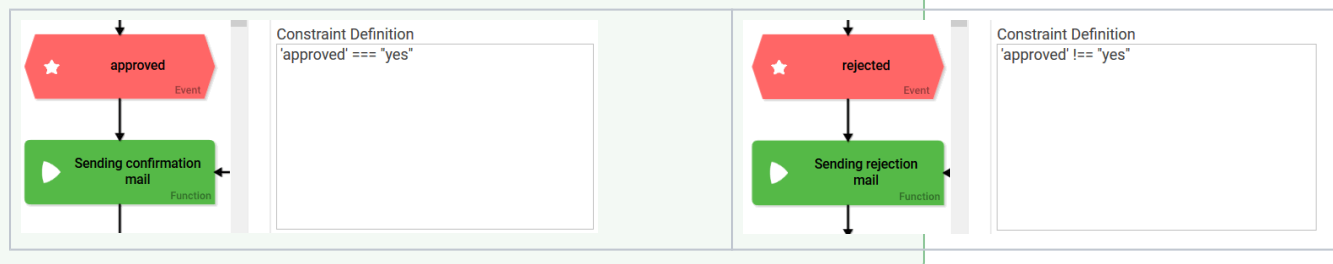 approved
Event
Sending confirmation
mail
Function
Constraint Definition
'approved' === "yes"
rejected
Event
Sending rejection
mail
Function
Constraint Definition
'approved' !== "yes"